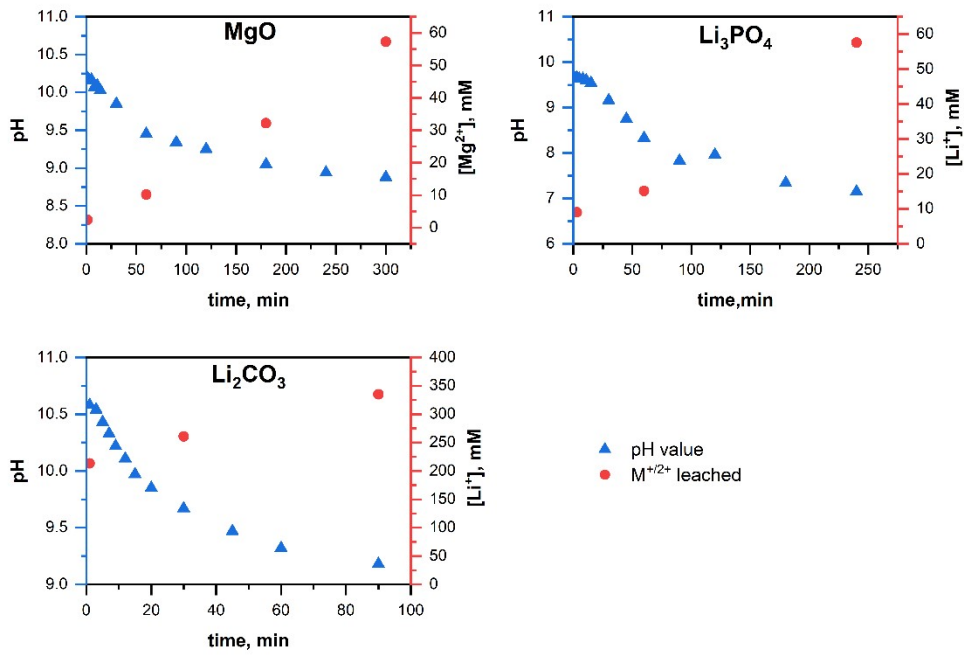 MgO
pH
11.0
10.5
10.0
9.5
9.0
8.5
8.0
0 50 100 150 200 250 300
time, min
60
50
40
30
20
10
0
[Mg²⁺], mM
Li₃PO₄
pH
11
10
9
8
7
6
0 50 100 150 200 250
time,min
60
50
40
30
20
10
0
[Li⁺], mM
Li₂CO₃
pH
11.0
10.5
10.0
9.5
9.0
0 20 40 60 80 100
time, min
400
350
300
250
200
150
100
50
0
[Li⁺], mM
pH value
M⁺/²⁺ leached